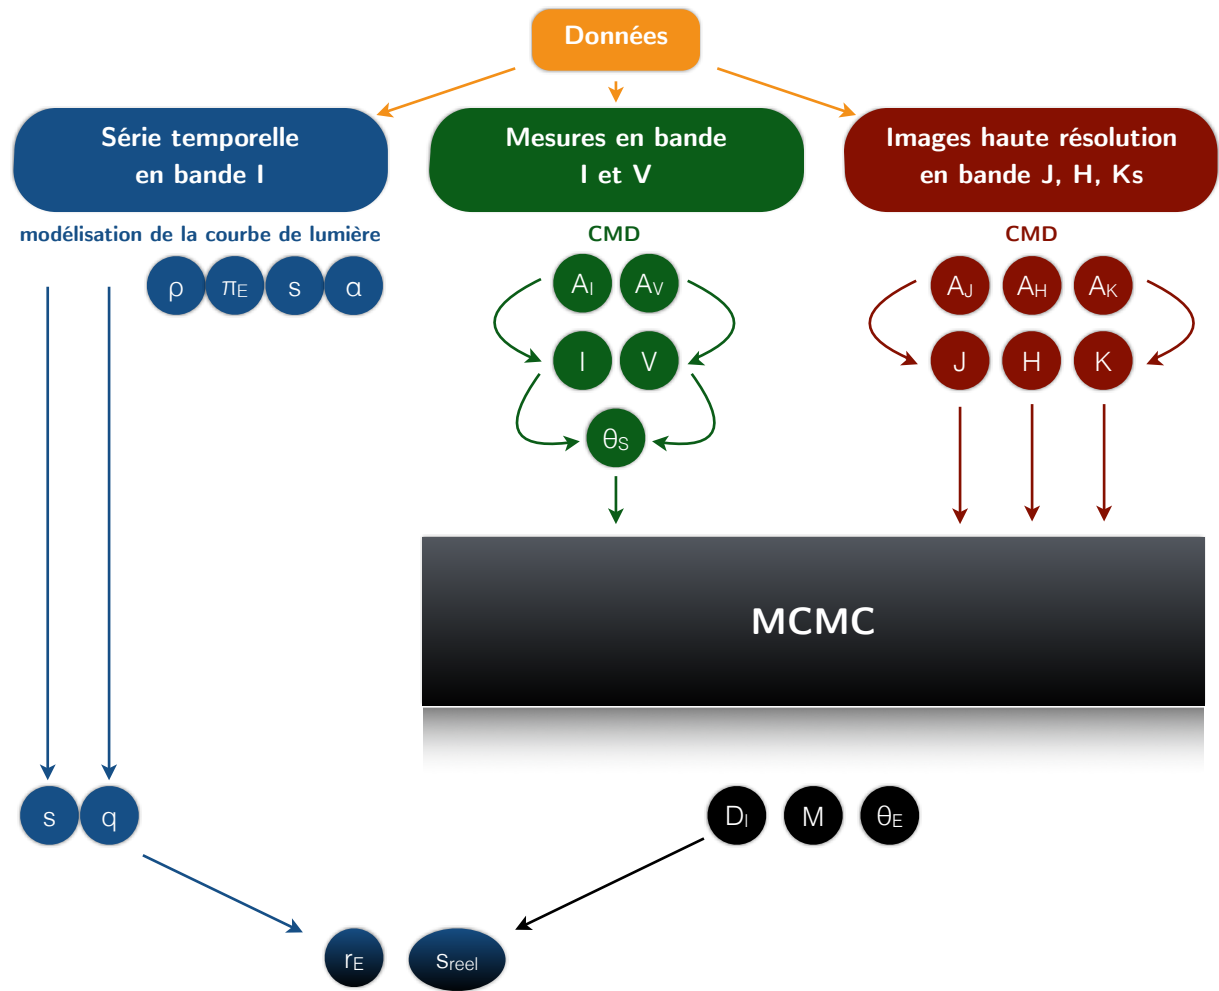 Données
Série temporelle
en bande I
Mesures en bande
I et V
Images haute résolution
en bande J, H, Ks
modélisation de la courbe de lumière
CMD
CMD
ρ πE s α
AI AV
AJ AH AK
I V
J H K
θS
MCMC
s q
Dl M θE
rE sreel